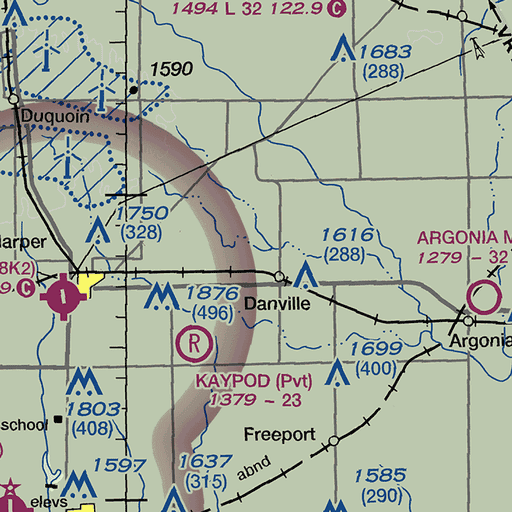 1494 L 32 122.9 C
1683
(288)
1590
VR
Duquoin
1750
(328)
1616
(288)
ARGONIA M
1279 - 32
Harper
8K2)
9 C
1876
(496)
Danville
R
Argonia
1699
(400)
KAYPOD (Pvt)
1379 - 23
1803
(408)
school
Freeport
1597
1637
(315)
abnd
1585
(290)
elevs